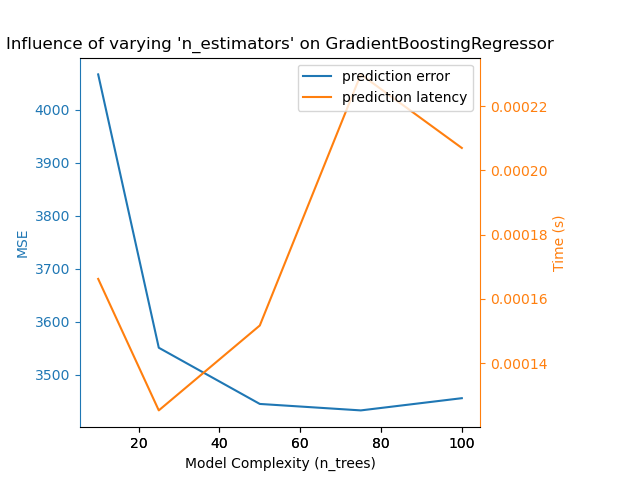 Influence of varying 'n_estimators' on GradientBoostingRegressor
prediction error
prediction latency
4000
3900
3800
3700
3600
3500
MSE
0.00022
0.00020
0.00018
0.00016
0.00014
Time (s)
20 40 60 80 100
Model Complexity (n_trees)